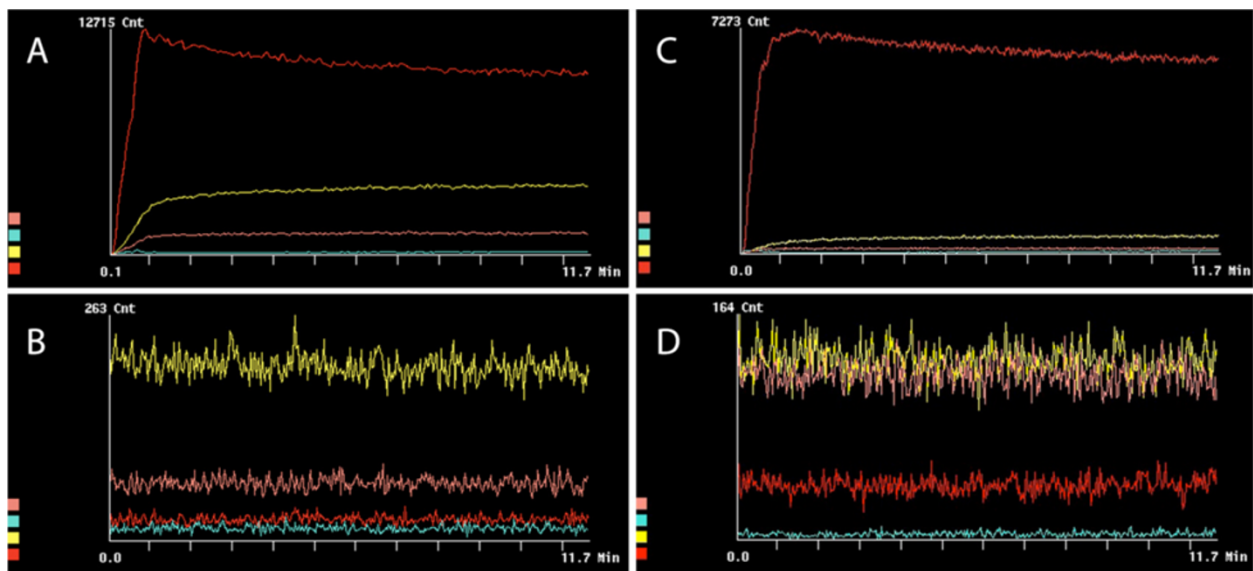 12715 Cnt
A
0.1 11.7 Min
7273 Cnt
C
0.0 11.7 Min
263 Cnt
B
0.0 11.7 Min
164 Cnt
D
0.0 11.7 Min